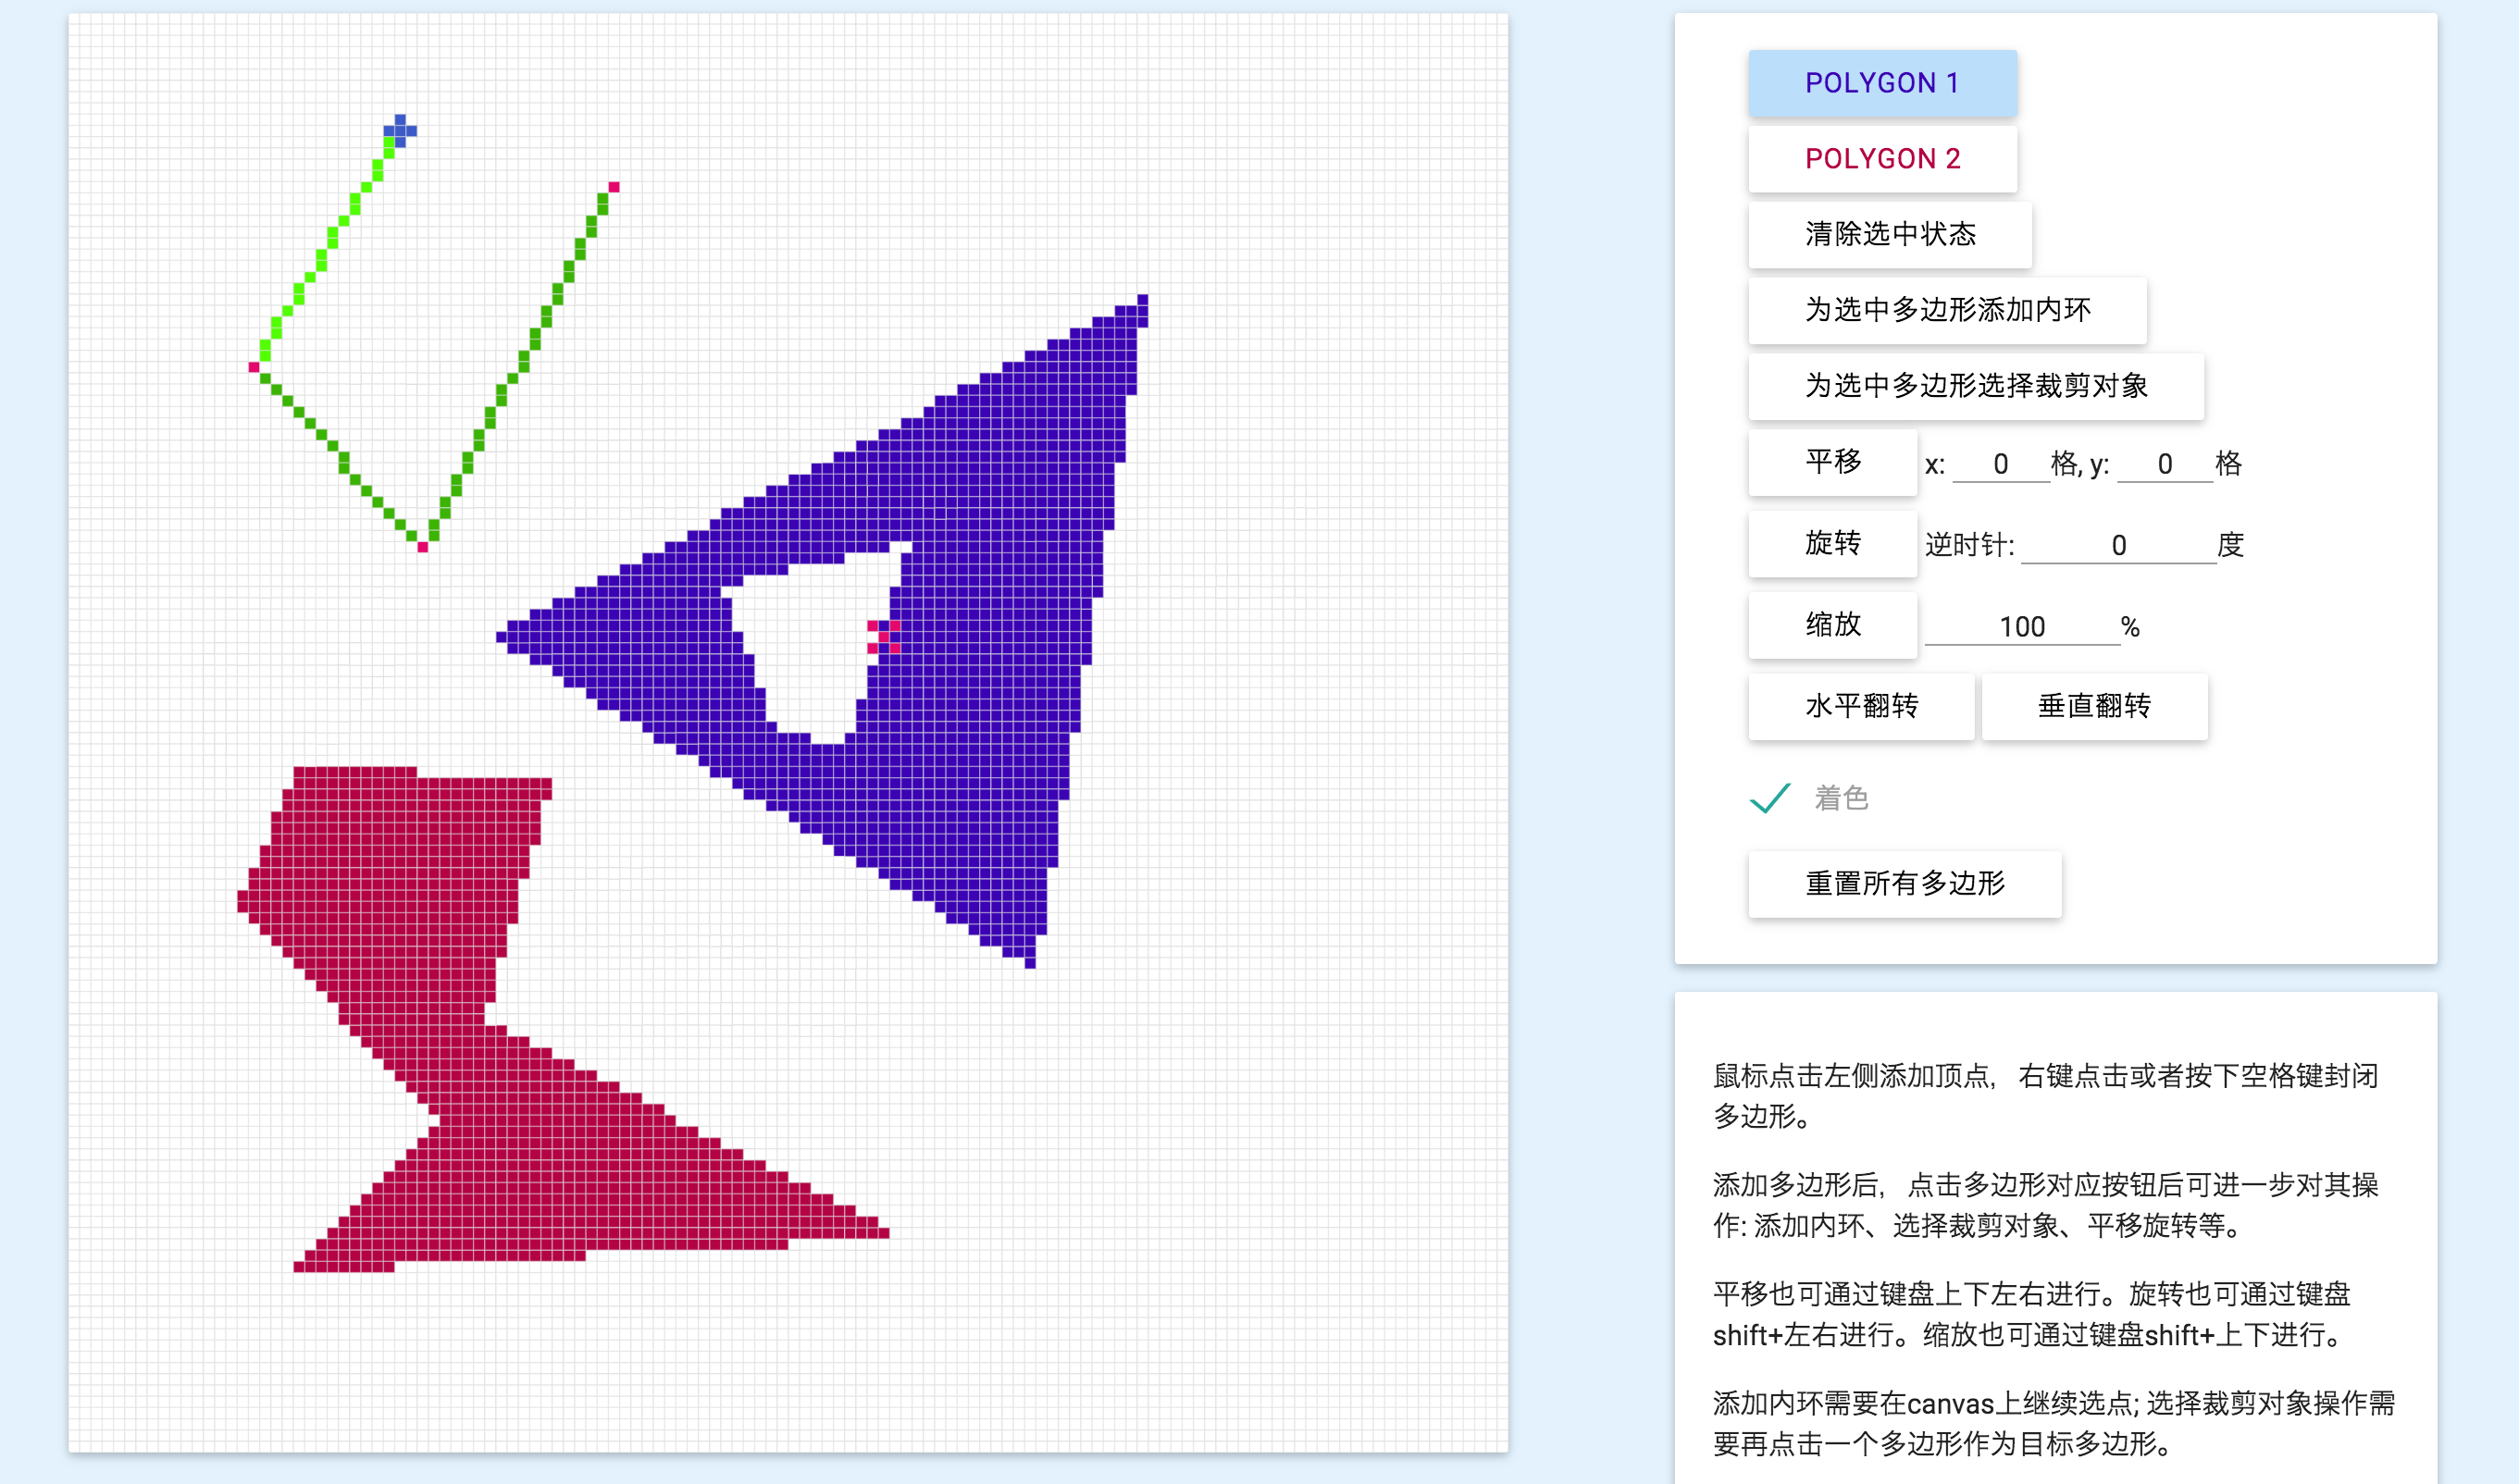 POLYGON 1
POLYGON 2
清除选中状态
为选中多边形添加内环
为选中多边形选择裁剪对象
平移 x: 0 格, y: 0 格
旋转 逆时针: 0 度
缩放 100 %
水平翻转 垂直翻转
着色
重置所有多边形
鼠标点击左侧添加顶点，右键点击或者按下空格键封闭
多边形。
添加多边形后，点击多边形对应按钮后可进一步对其操
作: 添加内环、选择裁剪对象、平移旋转等。
平移也可通过键盘上下左右进行。旋转也可通过键盘
shift+左右进行。缩放也可通过键盘shift+上下进行。
添加内环需要在canvas上继续选点; 选择裁剪对象操作需
要再点击一个多边形作为目标多边形。